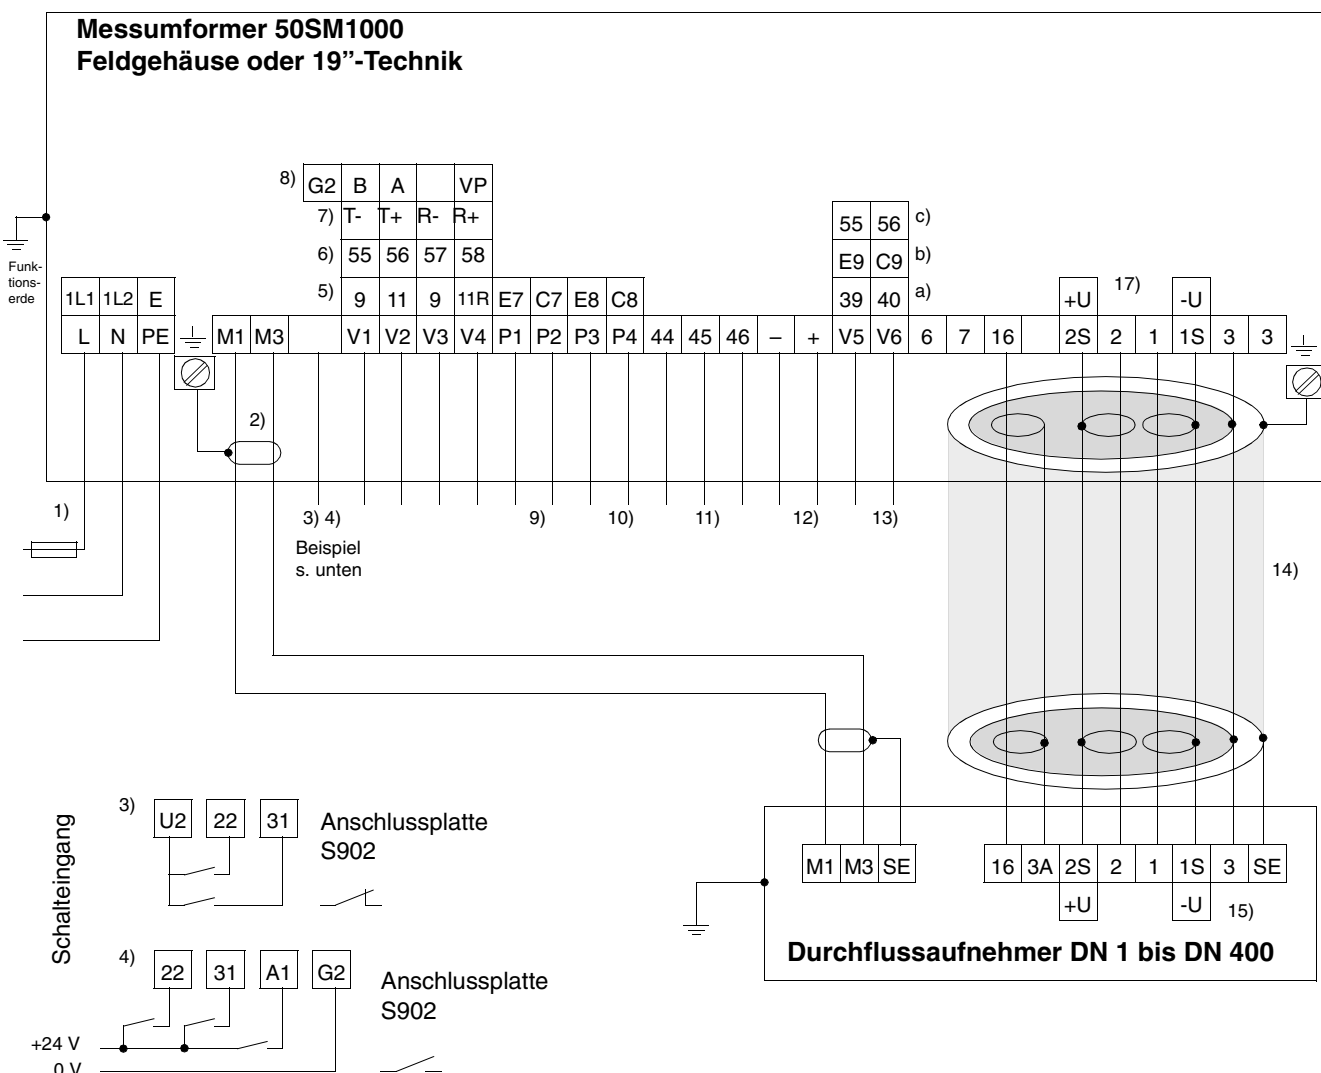 Messumformer 50SM1000
Feldgehäuse oder 19”-Technik
8) G2 B A VP
7) T- T+ R- R+
55 56 c)
6) 55 56 57 58
E9 C9 b)
Funk-
tions-
erde
1L1 1L2 E
5) 9 11 9 11R E7 C7 E8 C8
39 40 a)
+U 17) -U
L N PE M1 M3 V1 V2 V3 V4 P1 P2 P3 P4 44 45 46 – + V5 V6 6 7 16 2S 2 1 1S 3 3
2)
1)
3) 4) 9) 10) 11) 12) 13)
Beispiel
s. unten
14)
Schalteingang
3) U2 22 31 Anschlussplatte
S902
M1 M3 SE 16 3A 2S 2 1 1S 3 SE
+U -U 15)
Durchflussaufnehmer DN 1 bis DN 400
4) 22 31 A1 G2 Anschlussplatte
S902
+24 V
0 V